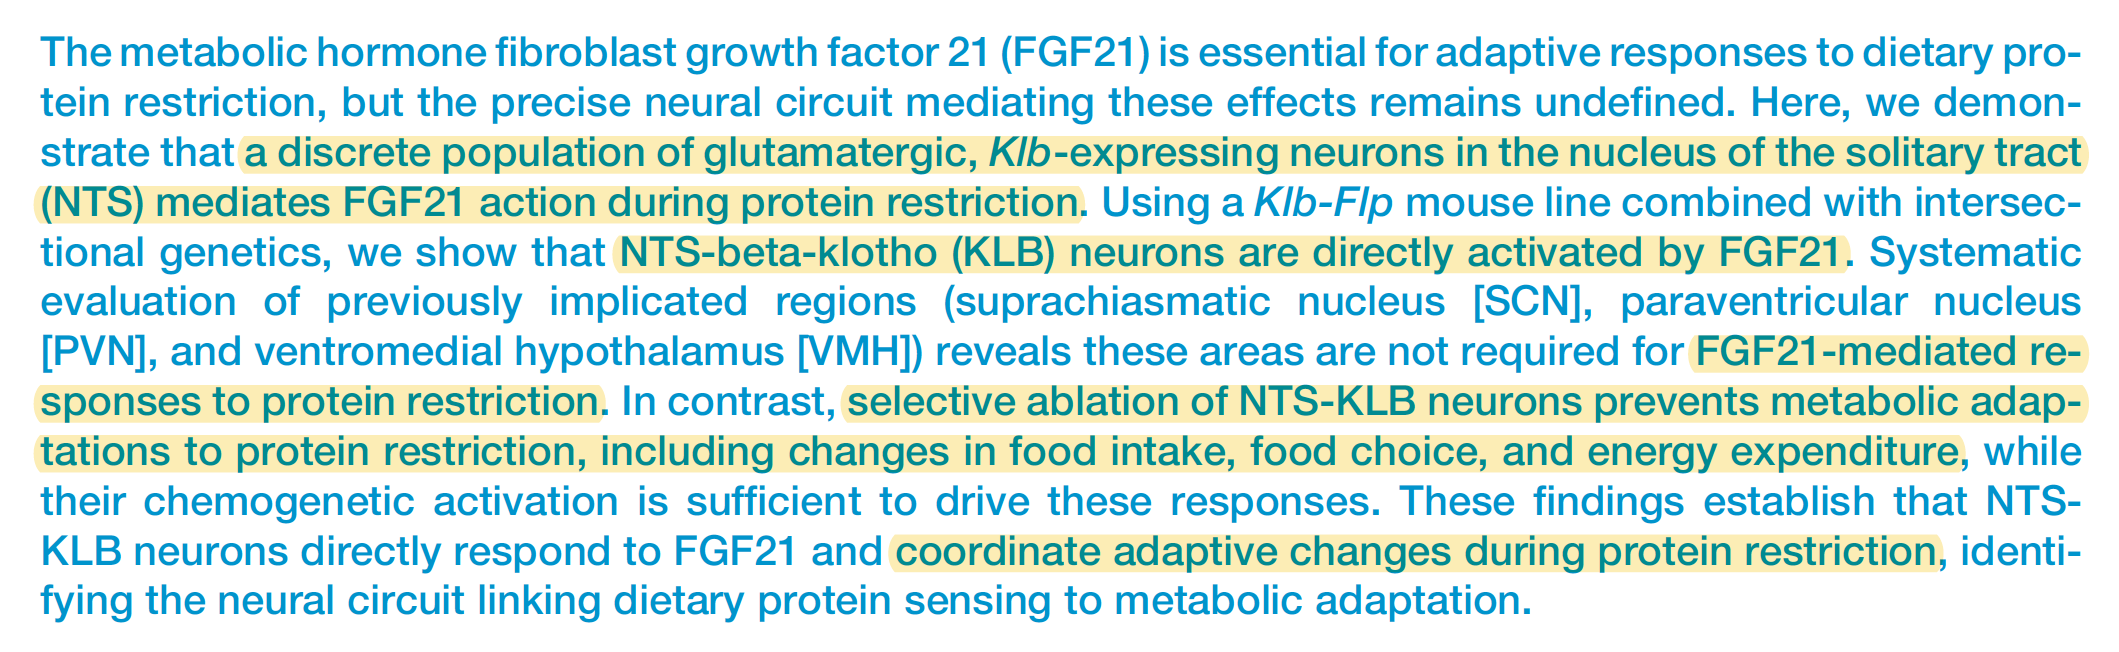 The metabolic hormone fibroblast growth factor 21 (FGF21) is essential for adaptive responses to dietary pro-
tein restriction, but the precise neural circuit mediating these effects remains undefined. Here, we demon-
strate that a discrete population of glutamatergic, Klb-expressing neurons in the nucleus of the solitary tract
(NTS) mediates FGF21 action during protein restriction. Using a Klb-Flp mouse line combined with intersec-
tional genetics, we show that NTS-beta-klotho (KLB) neurons are directly activated by FGF21. Systematic
evaluation of previously implicated regions (suprachiasmatic nucleus [SCN], paraventricular nucleus
[PVN], and ventromedial hypothalamus [VMH]) reveals these areas are not required for FGF21-mediated re-
sponses to protein restriction. In contrast, selective ablation of NTS-KLB neurons prevents metabolic adap-
tations to protein restriction, including changes in food intake, food choice, and energy expenditure, while
their chemogenetic activation is sufficient to drive these responses. These findings establish that NTS-
KLB neurons directly respond to FGF21 and coordinate adaptive changes during protein restriction, identi-
fying the neural circuit linking dietary protein sensing to metabolic adaptation.